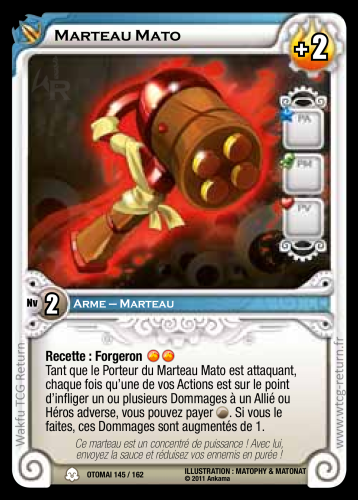 Marteau Mato
+2
PA
PM
PV
Nv 2 Arme – Marteau
Recette : Forgeron
Tant que le Porteur du Marteau Mato est attaquant,
chaque fois qu'une de vos Actions est sur le point
d'infliger un ou plusieurs Dommages à un Allié ou
Héros adverse, vous pouvez payer . Si vous le
faites, ces Dommages sont augmentés de 1.
Ce marteau est un concentré de puissance ! Avec lui,
envoyez la sauce et réduisez vos ennemis en purée !
OTOMAI 145 / 162
ILLUSTRATION : MATOPHY & MATONAT
© 2011 Ankama
Wakfu TCG Return
www.wtcg-return.fr